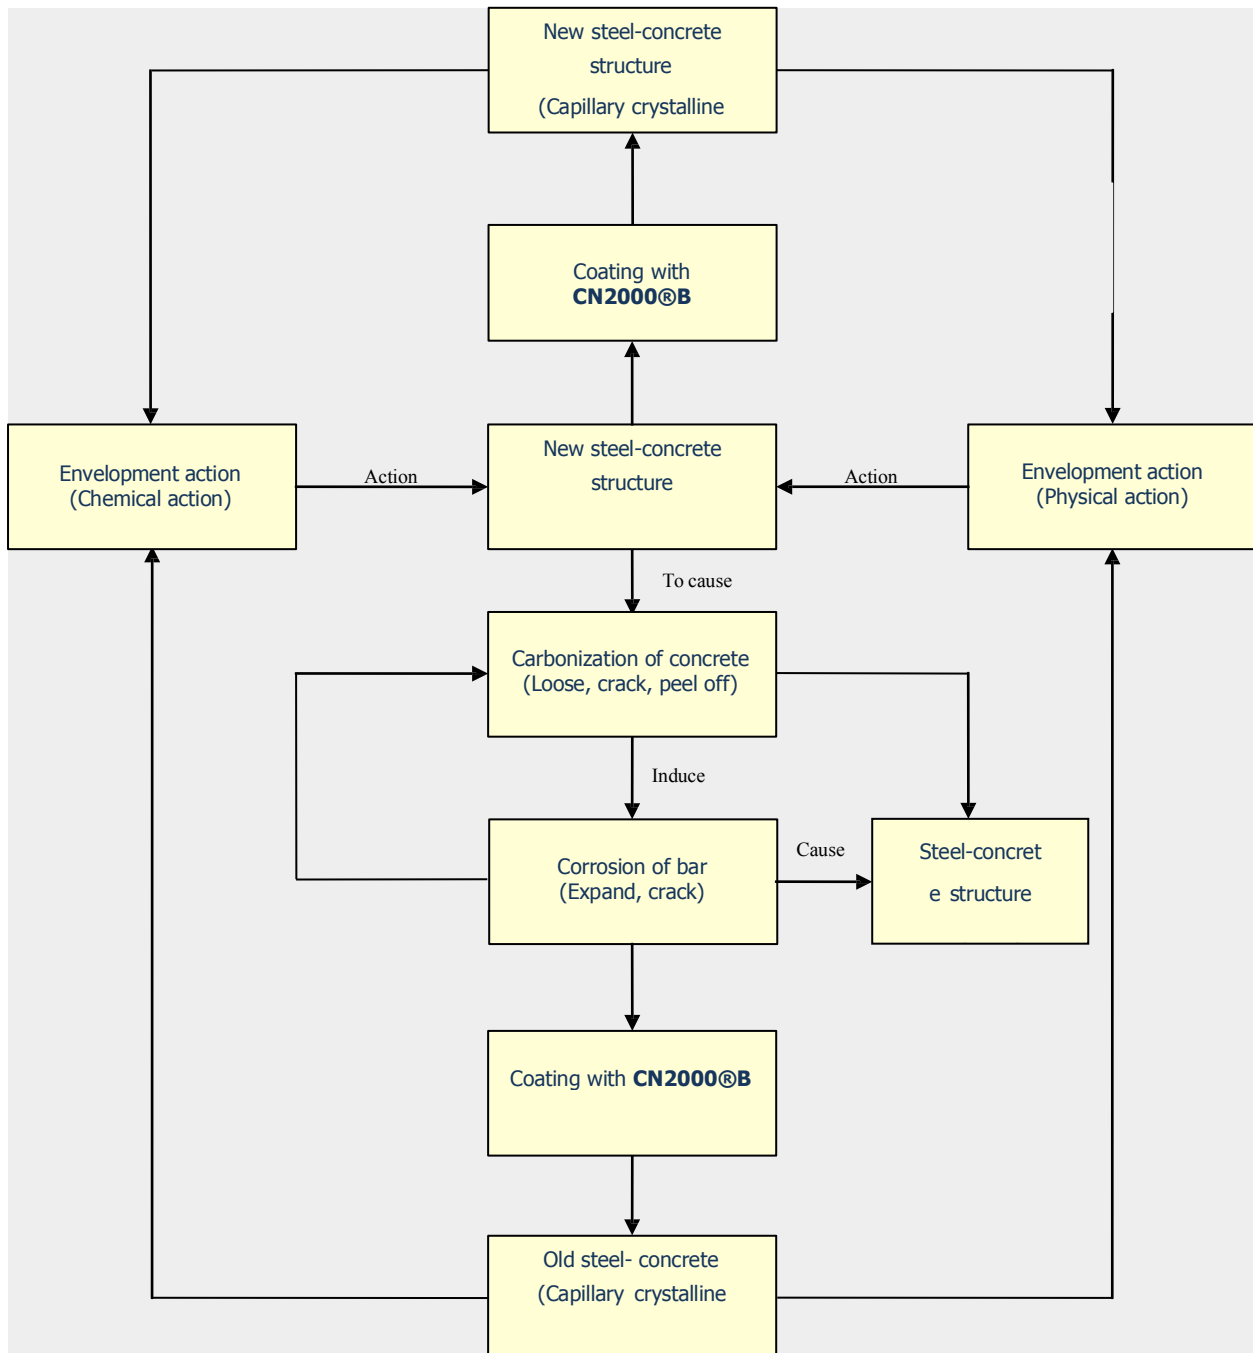 New steel-concrete
structure
(Capillary crystalline
Coating with
CN2000®B
Envelopment action
(Chemical action)
Action
New steel-concrete
structure
Action
Envelopment action
(Physical action)
To cause
Carbonization of concrete
(Loose, crack, peel off)
Induce
Corrosion of bar
(Expand, crack)
Cause
Steel-concret
e structure
Coating with CN2000®B
Old steel- concrete
(Capillary crystalline